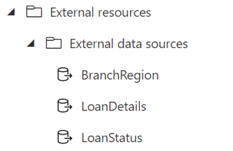 External resources
External data sources
BranchRegion
LoanDetails
LoanStatus